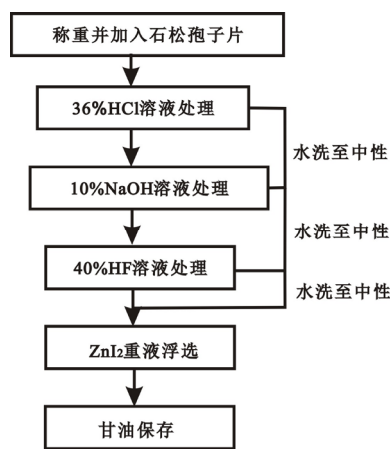 称重并加入石松孢子片
36%HCl溶液处理
水洗至中性
10%NaOH溶液处理
水洗至中性
40%HF溶液处理
水洗至中性
ZnI₂重液浮选
甘油保存